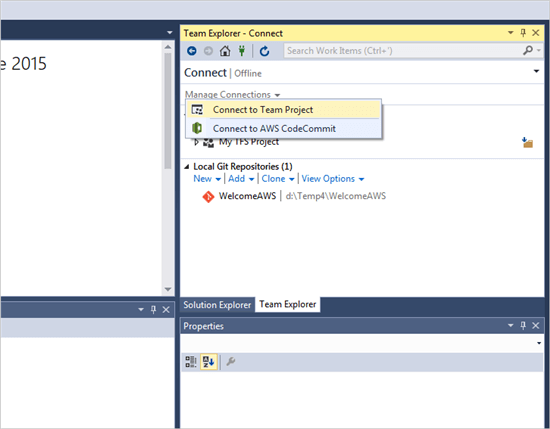 e 2015
Team Explorer - Connect
Search Work Items (Ctrl+')
Connect | Offline
Manage Connections
Connect to Team Project
Connect to AWS CodeCommit
My TFS Project
Local Git Repositories (1)
New | Add | Clone | View Options
WelcomeAWS | d:\Temp4\WelcomeAWS
Solution Explorer Team Explorer
Properties